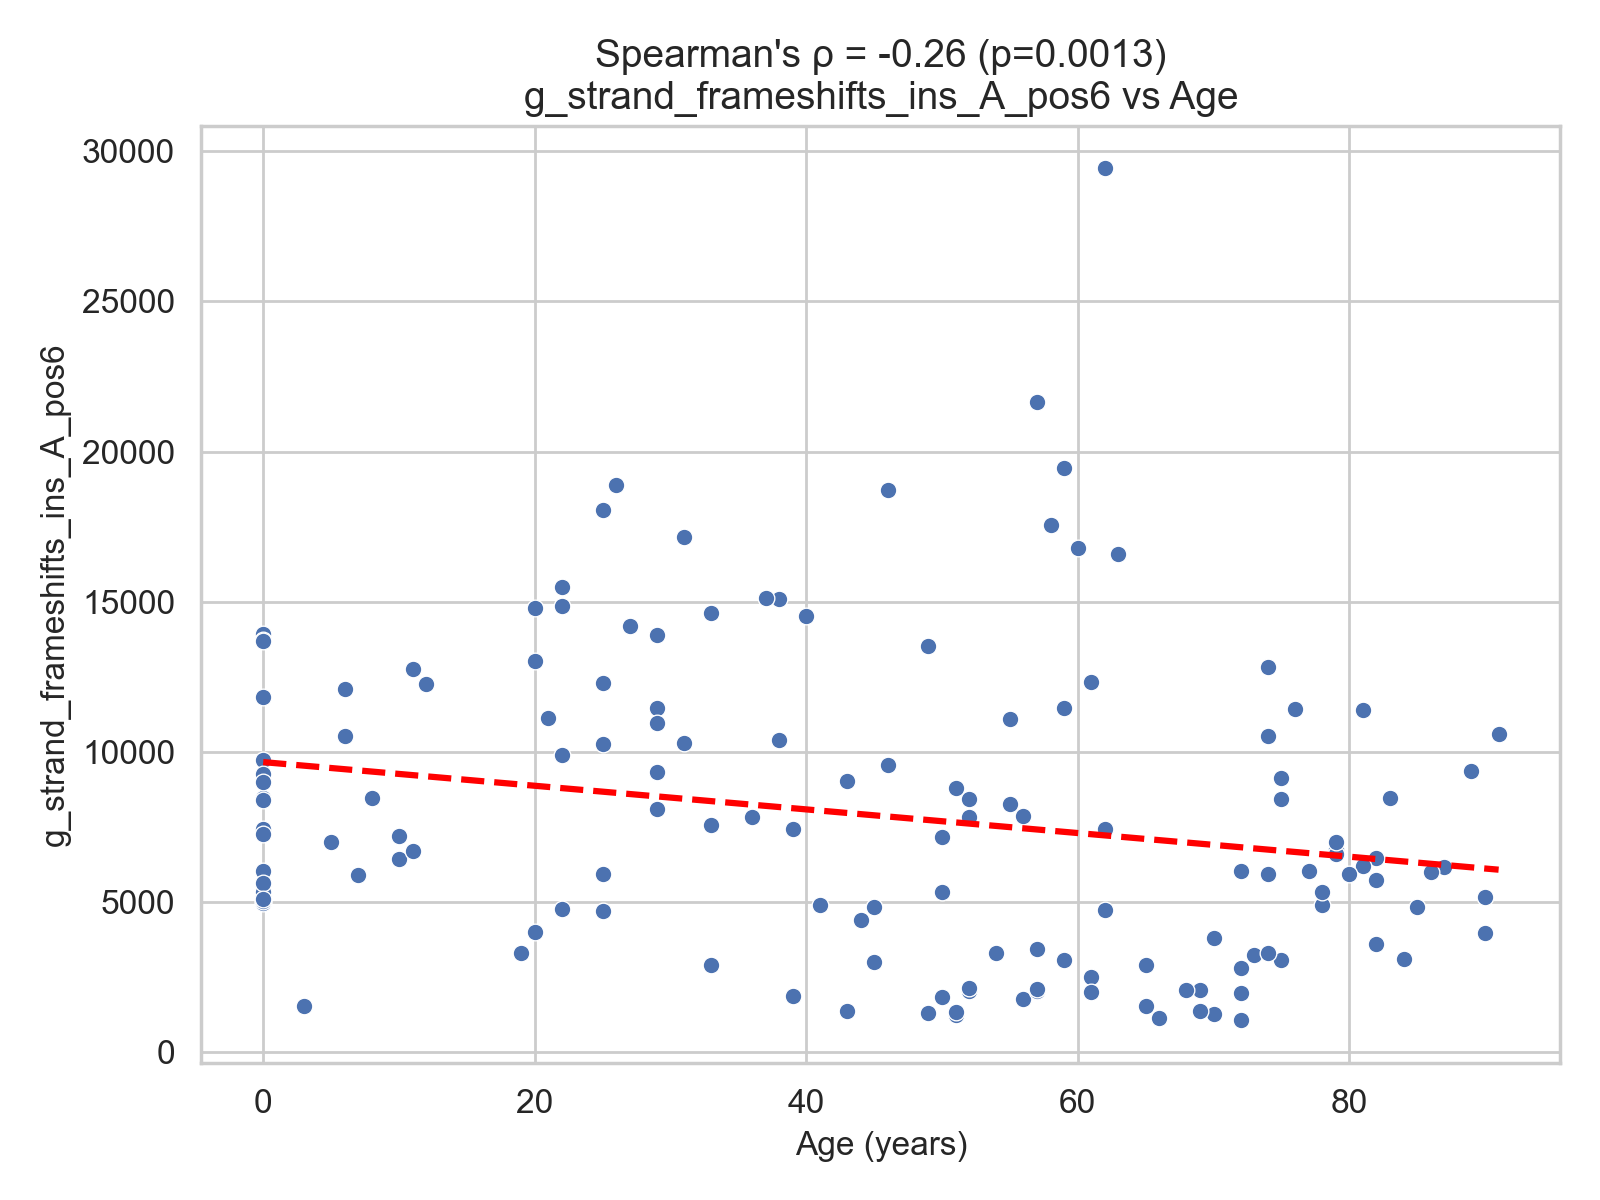 Spearman's ρ = -0.26 (p=0.0013)
g_strand_frameshifts_ins_A_pos6 vs Age
30000
25000
20000
15000
10000
5000
0
g_strand_frameshifts_ins_A_pos6
0 20 40 60 80
Age (years)